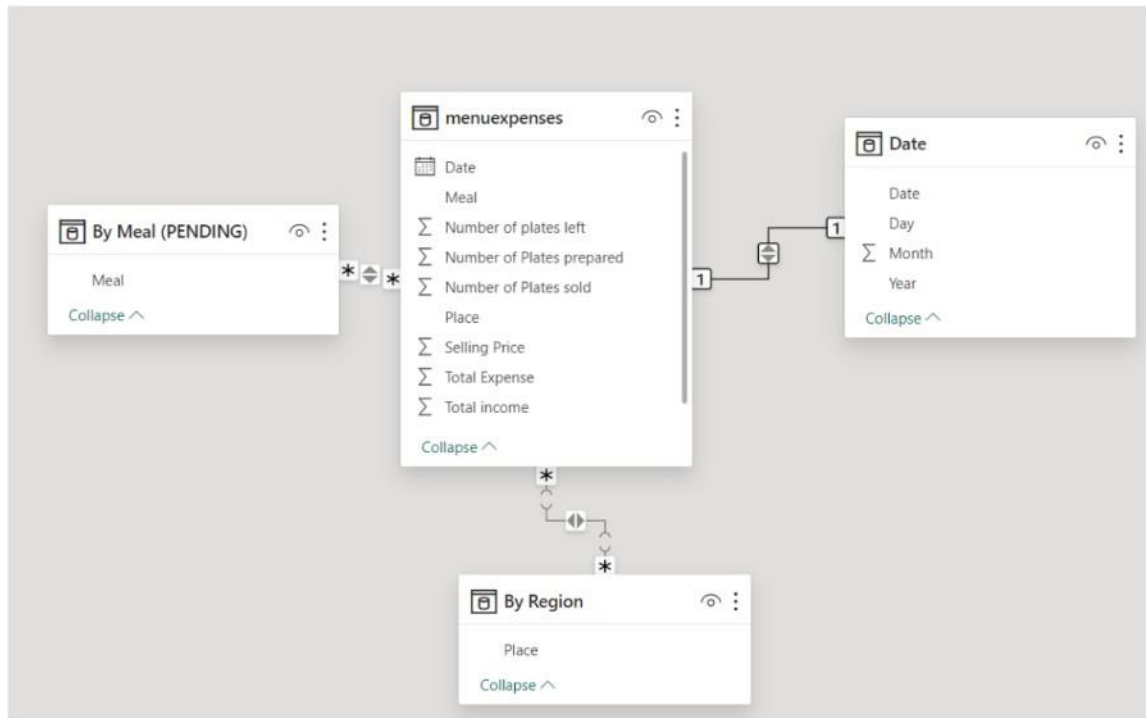 menuexpenses
Date
Meal
Number of plates left
Number of Plates prepared
Number of Plates sold
Place
Selling Price
Total Expense
Total income
Collapse
By Meal (PENDING)
Meal
Collapse
* *
1 1
Date
Date
Day
Month
Year
Collapse
*
*
By Region
Place
Collapse